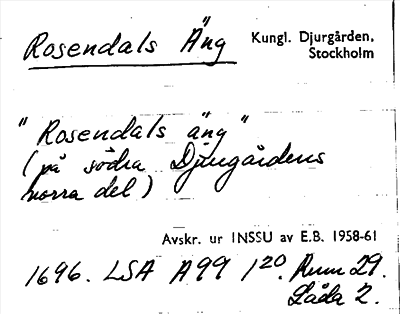 Rosendals Äng
Kungl. Djurgården,
Stockholm
"Rosendals äng"
(på södra Djurgårdens
norra del)
Avskr. ur INSSU av E.B. 1958-61
1696. LSA A99 1²⁰. Rum 29.
Låda 2.